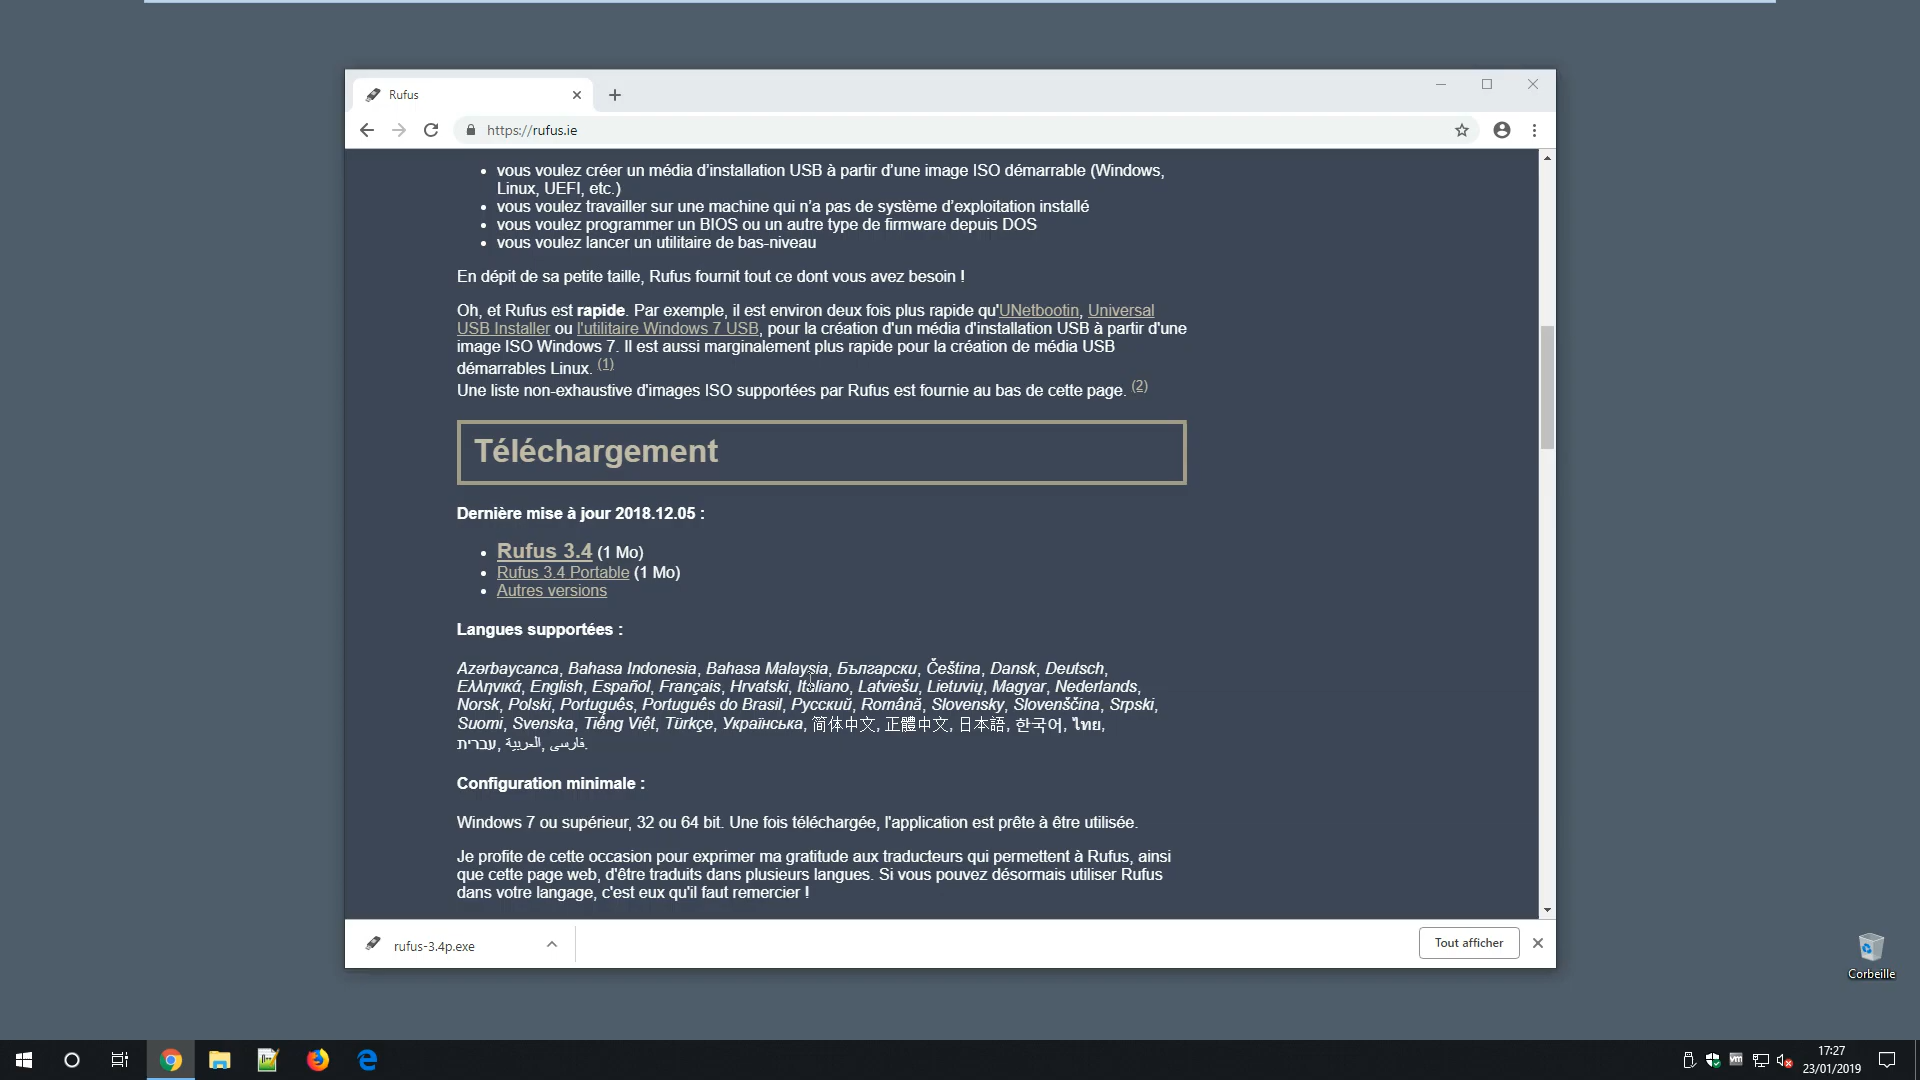 Rufus
https://rufus.ie
• vous voulez créer un média d’installation USB à partir d’une image ISO démarrable (Windows,
Linux, UEFI, etc.)
• vous voulez travailler sur une machine qui n’a pas de système d’exploitation installé
• vous voulez programmer un BIOS ou un autre type de firmware depuis DOS
• vous voulez lancer un utilitaire de bas-niveau
En dépit de sa petite taille, Rufus fournit tout ce dont vous avez besoin !
Oh, et Rufus est rapide. Par exemple, il est environ deux fois plus rapide qu'UNetbootin, Universal
USB Installer ou l'utilitaire Windows 7 USB, pour la création d'un média d'installation USB à partir d'une
image ISO Windows 7. Il est aussi marginalement plus rapide pour la création de média USB
démarrables Linux. (1)
Une liste non-exhaustive d'images ISO supportées par Rufus est fournie au bas de cette page. (2)
Téléchargement
Dernière mise à jour 2018.12.05 :
• Rufus 3.4 (1 Mo)
• Rufus 3.4 Portable (1 Mo)
• Autres versions
Langues supportées :
Azərbaycanca, Bahasa Indonesia, Bahasa Malaysia, Български, Čeština, Dansk, Deutsch,
Ελληνικά, English, Español, Français, Hrvatski, Italiano, Latviešu, Lietuvių, Magyar, Nederlands,
Norsk, Polski, Português, Português do Brasil, Русский, Română, Slovensky, Slovenščina, Srpski,
Suomi, Svenska, Tiếng Việt, Türkçe, Українська, 简体中文, 正體中文, 日本語, 한국어, ไทย,
עברית, العربية, فارسی.
Configuration minimale :
Windows 7 ou supérieur, 32 ou 64 bit. Une fois téléchargée, l'application est prête à être utilisée.
Je profite de cette occasion pour exprimer ma gratitude aux traducteurs qui permettent à Rufus, ainsi
que cette page web, d'être traduits dans plusieurs langues. Si vous pouvez désormais utiliser Rufus
dans votre langage, c'est eux qu'il faut remercier !
rufus-3.4p.exe
Tout afficher
Corbeille
vm
17:27
23/01/2019